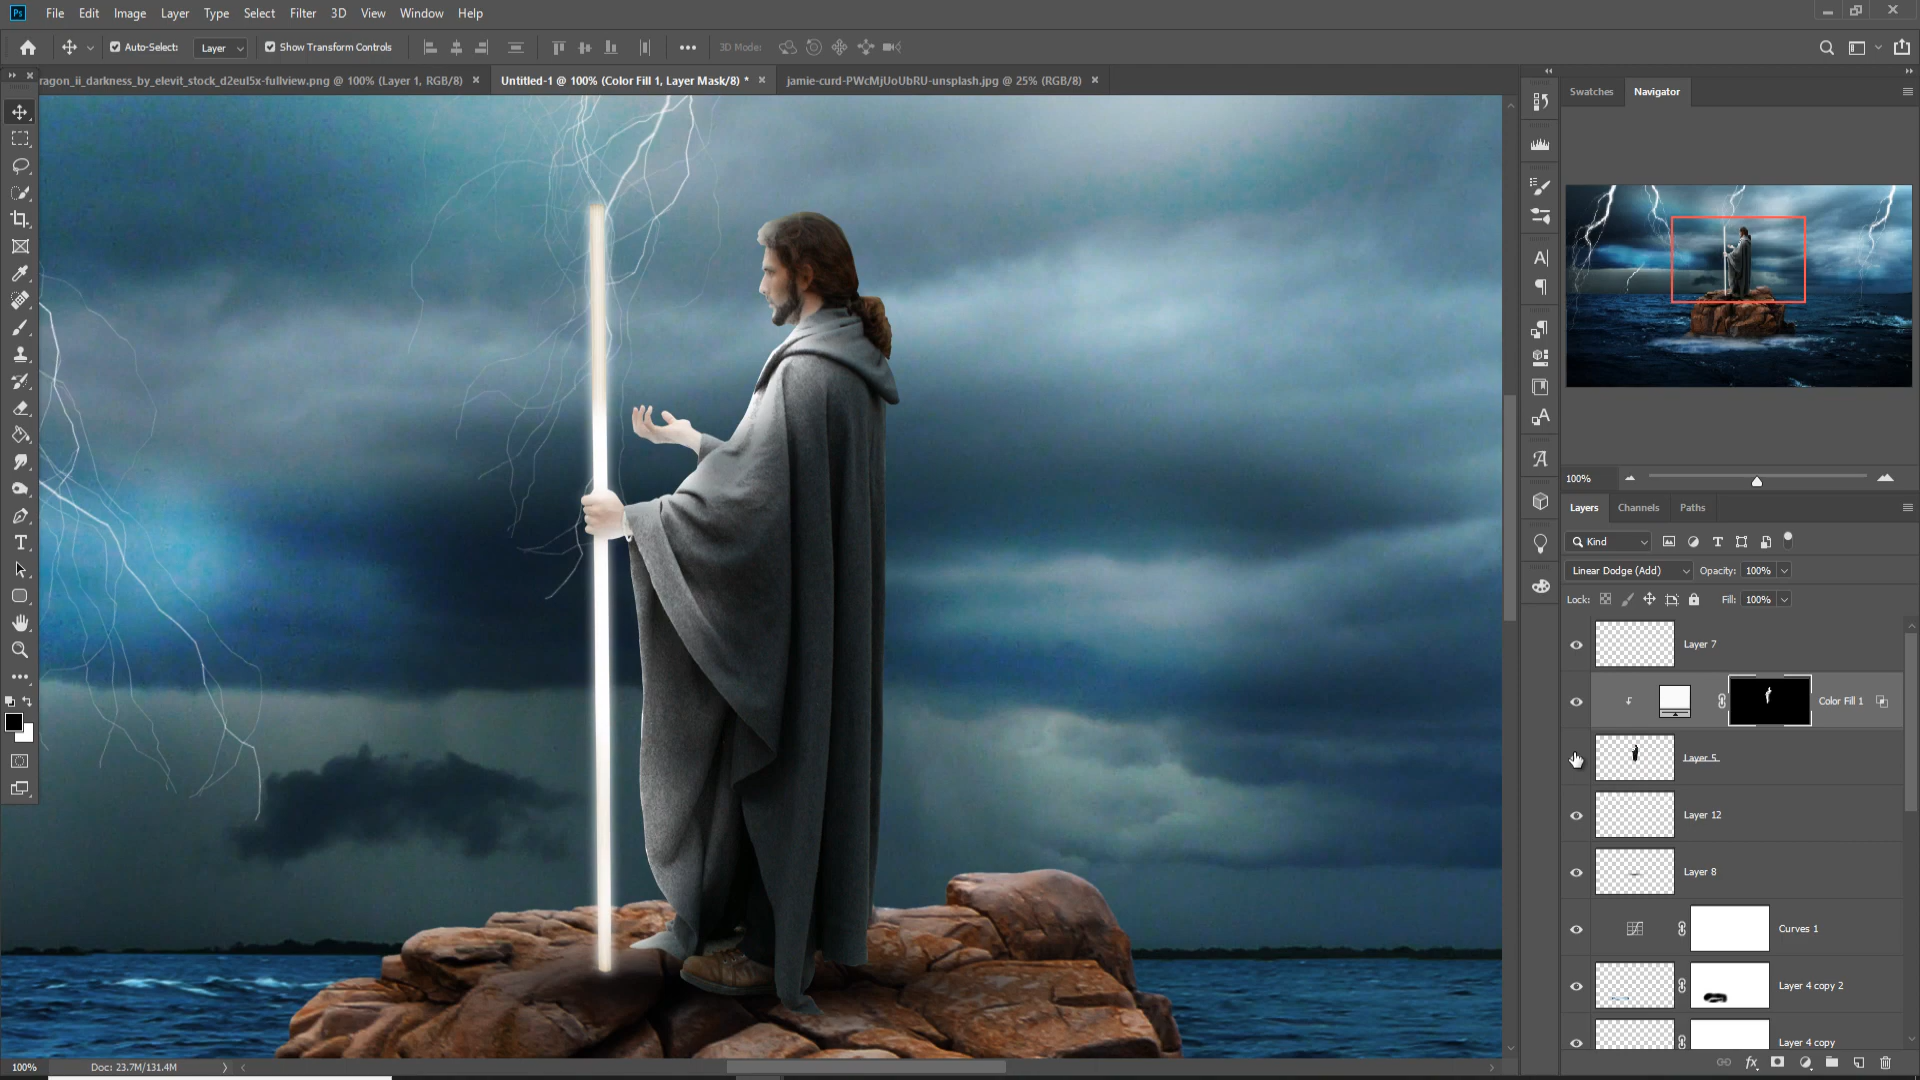 Ps File Edit Image Layer Type Select Filter 3D View Window Help
Auto-Select: Layer Show Transform Controls 3D Mode:
ragon_ii_darkness_by_elevit_stock_d2eul5x-fullview.png @ 100% (Layer 1, RGB/8) Untitled-1 @ 100% (Color Fill 1, Layer Mask/8) * jamie-curd-PWcMjUoUbRU-unsplash.jpg @ 25% (RGB/8)
Swatches Navigator
100%
Layers Channels Paths
Kind
Linear Dodge (Add) Opacity: 100%
Lock: Fill: 100%
Layer 7
Color Fill 1
Layer 5
Layer 12
Layer 8
Curves 1
Layer 4 copy 2
Layer 4 copy
fx
100% Doc: 23.7M/131.4M